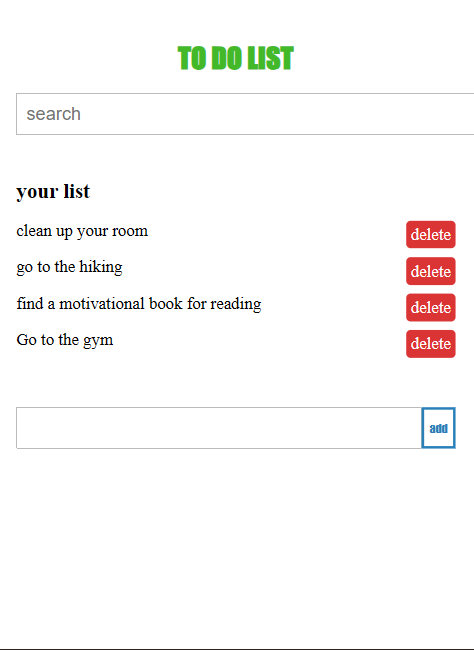 TO DO LIST
search
your list
clean up your room delete
go to the hiking delete
find a motivational book for reading delete
Go to the gym delete
add